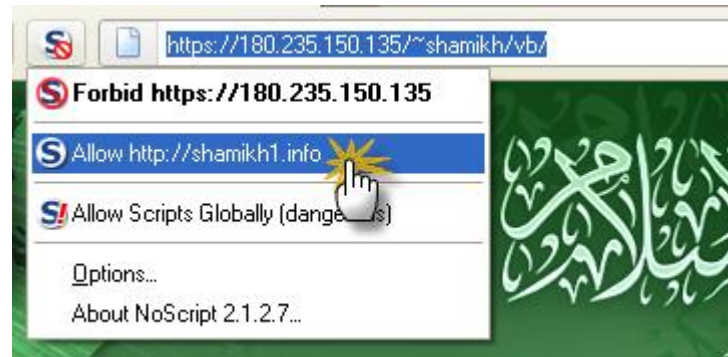 https://180.235.150.135/~shamikh/vb/
Forbid https://180.235.150.135
Allow http://shamikh1.info
Allow Scripts Globally (dangerous)
Options...
About NoScript 2.1.2.7...